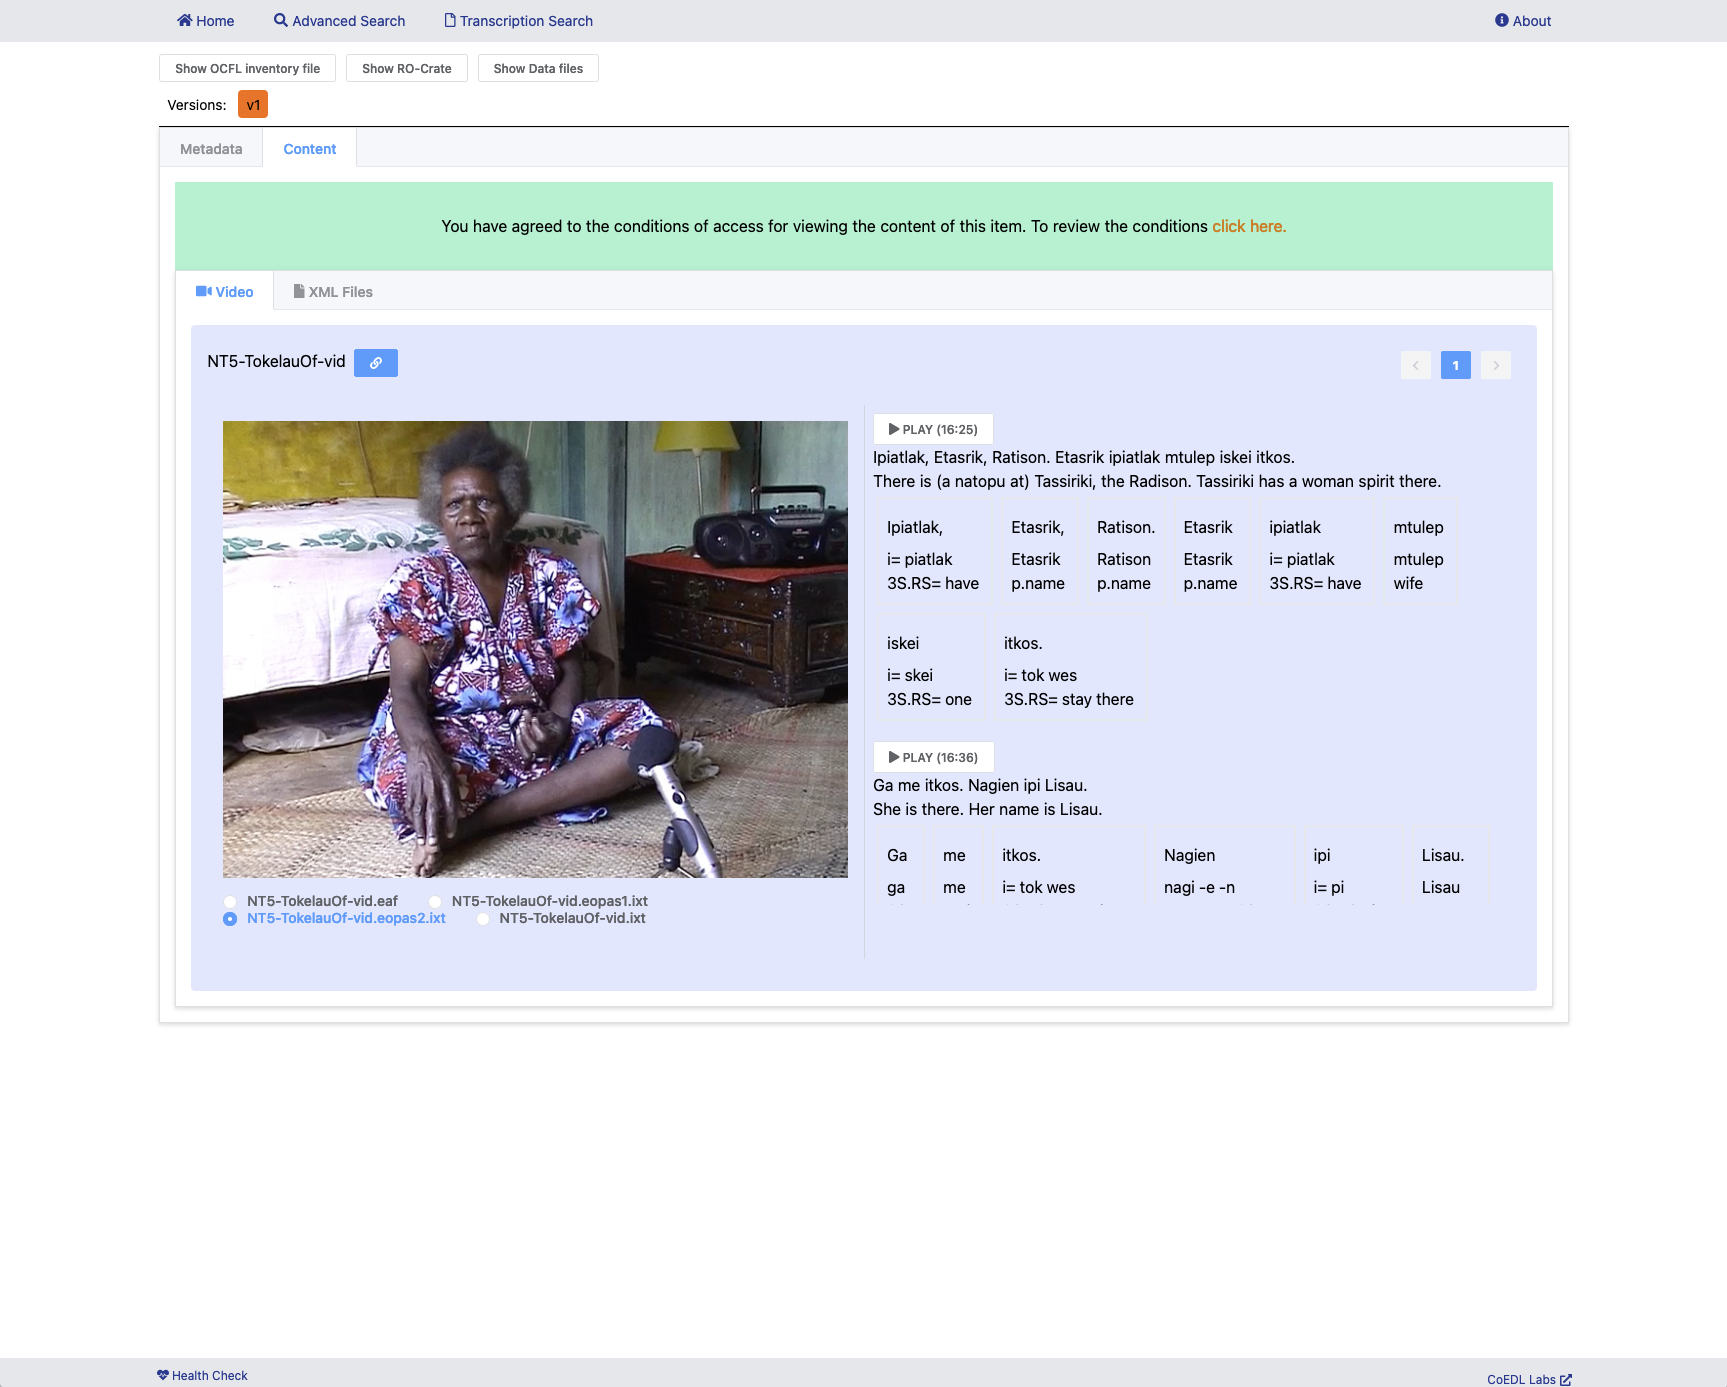 Home Advanced Search Transcription Search About
Show OCFL inventory file Show RO-Crate Show Data files
Versions: v1
Metadata Content
You have agreed to the conditions of access for viewing the content of this item. To review the conditions click here.
Video XML Files
NT5-TokelauOf-vid
< 1 >
PLAY (16:25)
Ipiatlak, Etasrik, Ratison. Etasrik ipiatlak mtulep iskei itkos.
There is (a natopu at) Tassiriki, the Radison. Tassiriki has a woman spirit there.
Ipiatlak, Etasrik, Ratison. Etasrik ipiatlak mtulep
i= piatlak Etasrik Ratison Etasrik i= piatlak mtulep
3S.RS= have p.name p.name p.name 3S.RS= have wife
iskei itkos.
i= skei i= tok wes
3S.RS= one 3S.RS= stay there
PLAY (16:36)
Ga me itkos. Nagien ipi Lisau.
She is there. Her name is Lisau.
Ga me itkos. Nagien ipi Lisau.
ga me i= tok wes nagi -e -n i= pi Lisau
NT5-TokelauOf-vid.eaf NT5-TokelauOf-vid.eopas1.ixt
NT5-TokelauOf-vid.eopas2.ixt NT5-TokelauOf-vid.ixt
Health Check CoEDL Labs